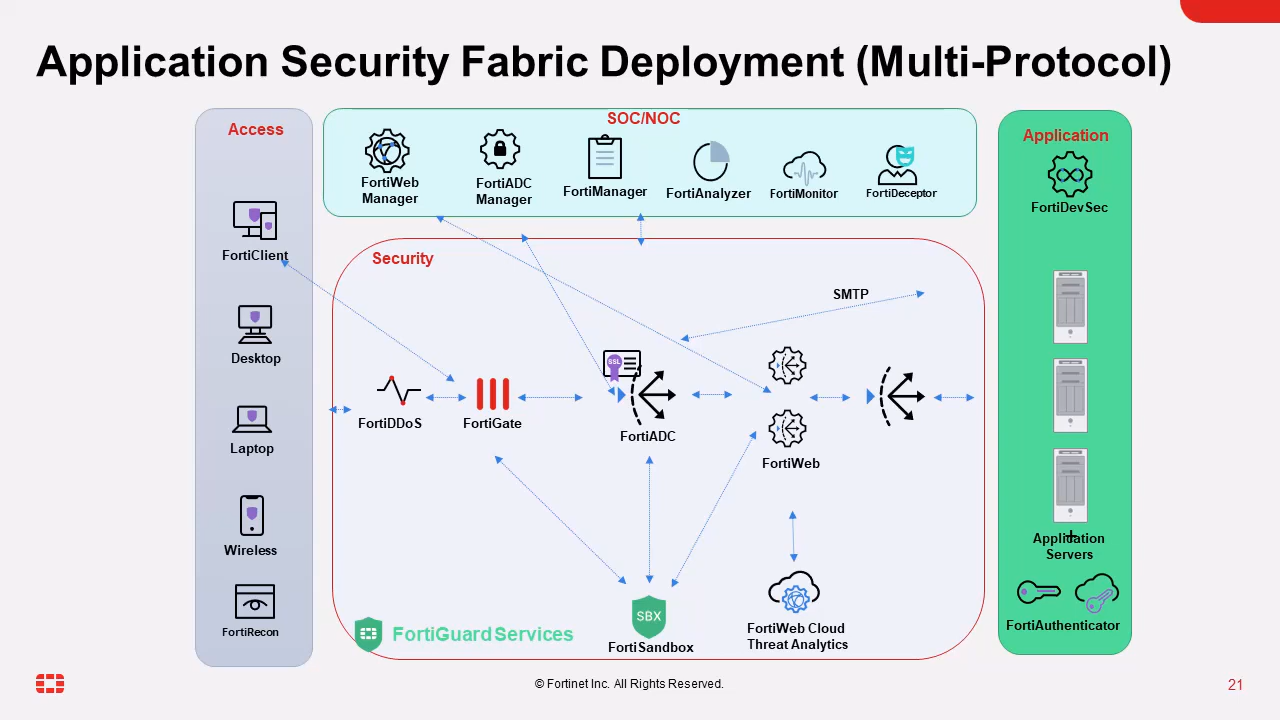 Application Security Fabric Deployment (Multi-Protocol)
Access
FortiClient
Desktop
Laptop
Wireless
FortiRecon
SOC/NOC
FortiWeb
Manager
FortiADC
Manager
FortiManager
FortiAnalyzer
FortiMonitor
FortiDeceptor
Security
SMTP
FortiDDoS
FortiGate
SSL
FortiADC
FortiWeb
SBX
FortiSandbox
FortiWeb Cloud
Threat Analytics
FortiGuard Services
Application
FortiDevSec
Application
Servers
FortiAuthenticator
© Fortinet Inc. All Rights Reserved.
21